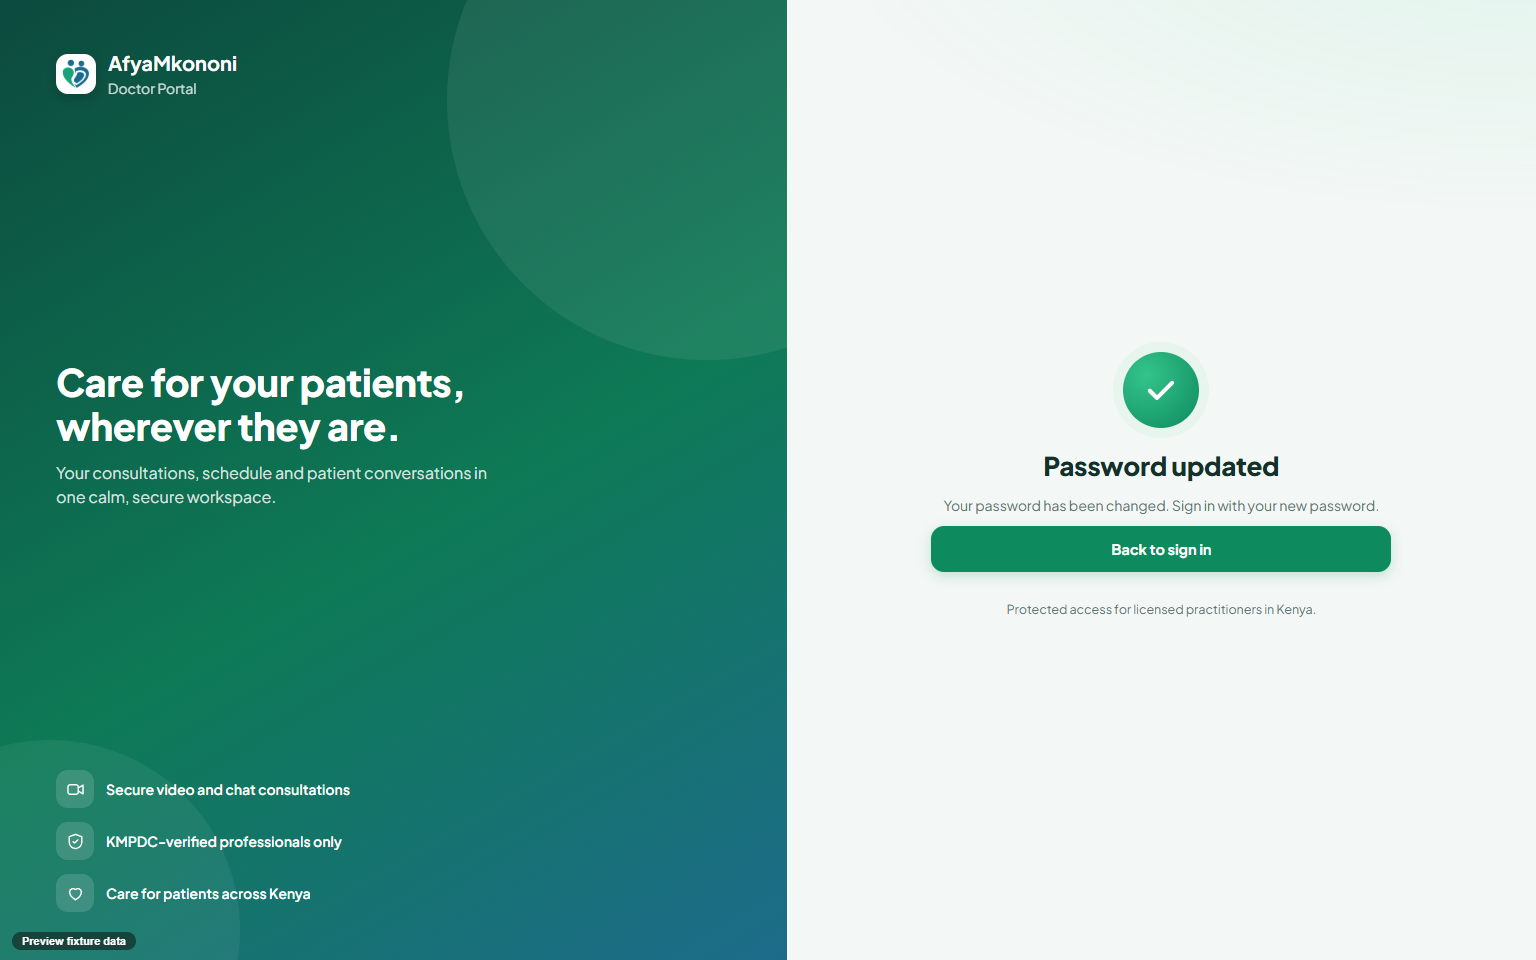 AfyaMkononi
Doctor Portal
Care for your patients,
wherever they are.
Your consultations, schedule and patient conversations in
one calm, secure workspace.
Secure video and chat consultations
KMPDC-verified professionals only
Care for patients across Kenya
Preview fixture data
Password updated
Your password has been changed. Sign in with your new password.
Back to sign in
Protected access for licensed practitioners in Kenya.